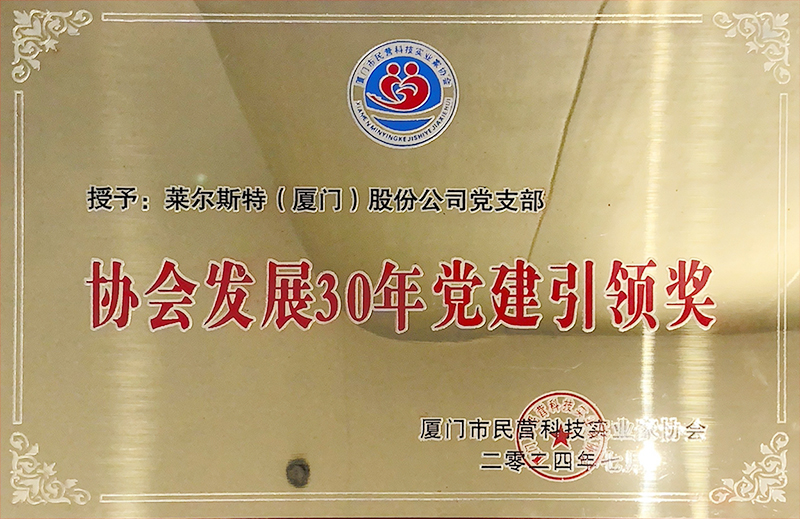 厦门市民营科技实业家协会
XIAMENMINYINGKEJISHIYEJIAXIEHUI
授予：莱尔斯特（厦门）股份公司党支部
协会发展30年党建引领奖
厦门市民营科技实业家协会
二零二四年七月